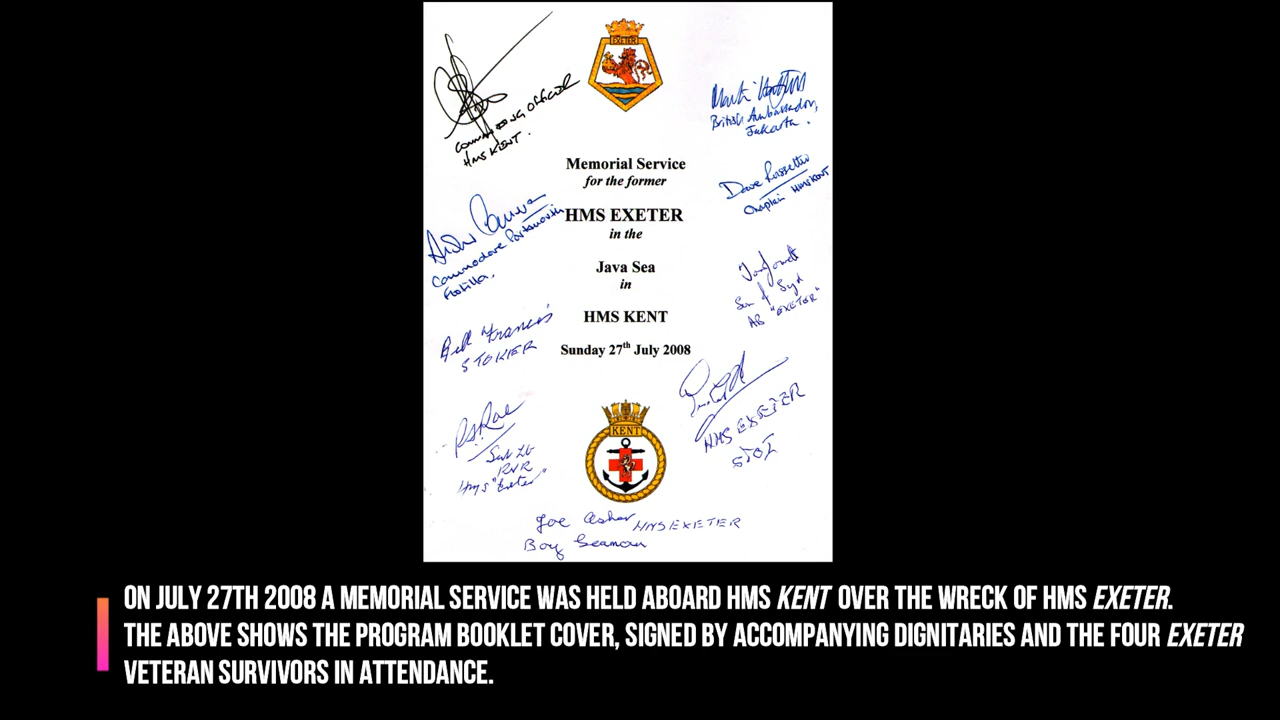 EXETER
COMMANDING OFFICER
HMS KENT.
British Ambassador,
Jakarta.
Memorial Service
for the former
HMS EXETER
in the
Java Sea
in
HMS KENT
Sunday 27th July 2008
Dave
Chaplain HMS KENT
Commodore Portsmouth
Flotilla.
Son of Syd
AB "EXETER"
Bill Francis
STOKER
HMS EXETER
Sub Lt
RNR
HMS "Exeter"
KENT
Joe Asher HMS EXETER
Boy Seaman
ON JULY 27TH 2008 A MEMORIAL SERVICE WAS HELD ABOARD HMS KENT OVER THE WRECK OF HMS EXETER.
THE ABOVE SHOWS THE PROGRAM BOOKLET COVER, SIGNED BY ACCOMPANYING DIGNITARIES AND THE FOUR EXETER
VETERAN SURVIVORS IN ATTENDANCE.